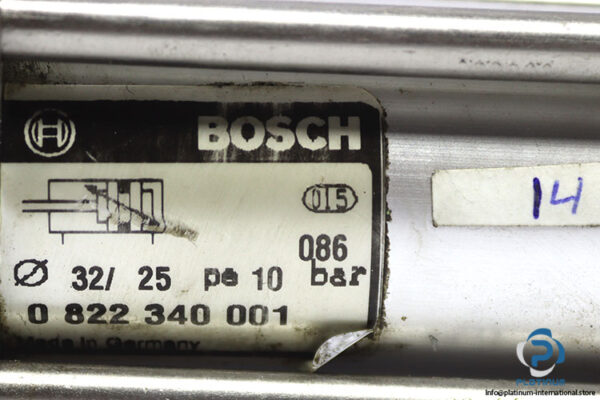 BOSCH
015
086
Ø 32/ 25 pe 10 bar
0 822 340 001
Made in Germany
14
PLATINUM
info@platinum-international.store